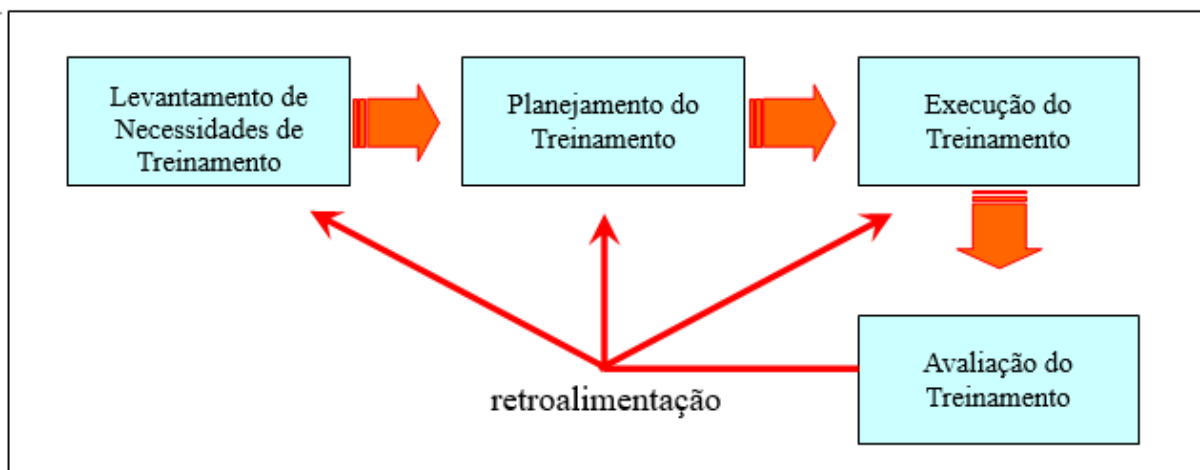 Levantamento de
Necessidades de
Treinamento
Planejamento do
Treinamento
Execução do
Treinamento
Avaliação do
Treinamento
retroalimentação